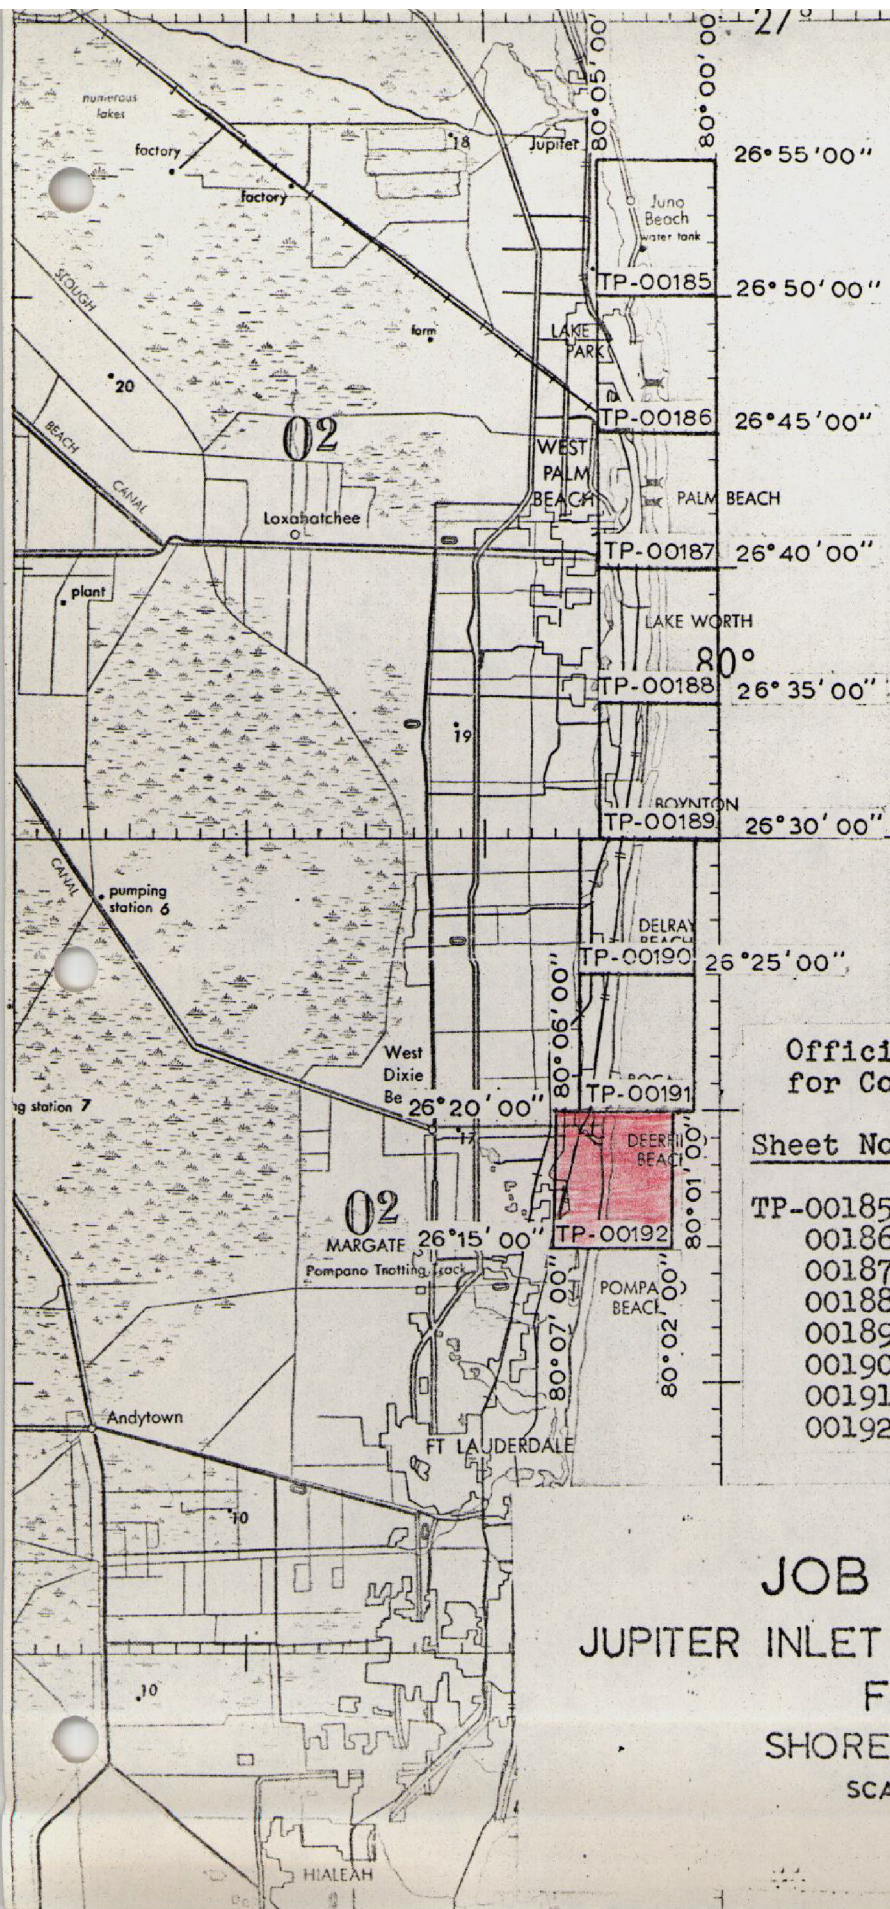 27°
80° 05' 00"
80° 00' 00"
numerous
lakes
factory
18
Jupiter
26° 55' 00"
factory
Juno
Beach
water tank
SLOUGH
TP-00185
26° 50' 00"
farm
LAKE
PARK
20
TP-00186
26° 45' 00"
02
BEACH
CANAL
WEST
PALM
BEACH
PALM BEACH
Loxahatchee
TP-00187
26° 40' 00"
plant
LAKE WORTH
80°
TP-00188
26° 35' 00"
19
BOYNTON
TP-00189
26° 30' 00"
CANAL
pumping
station 6
DELRAY
BEACH
TP-00190
26° 25' 00"
80° 06' 00"
West
Dixie
Be
Offici
for Co
BOCA
TP-00191
ng station 7
26° 20' 00"
17
DEERFI
BEACH
80° 01' 00"
Sheet No
02
MARGATE
26° 15' 00"
TP-00192
TP-00185
00186
00187
00188
00189
00190
00191
00192
Pompano Trotting Track
POMPANO
BEACH
80° 07' 00"
80° 02' 00"
Andytown
FT LAUDERDALE
10
JOB
JUPITER INLET
F
SHORE
SCA
10
HIALEAH